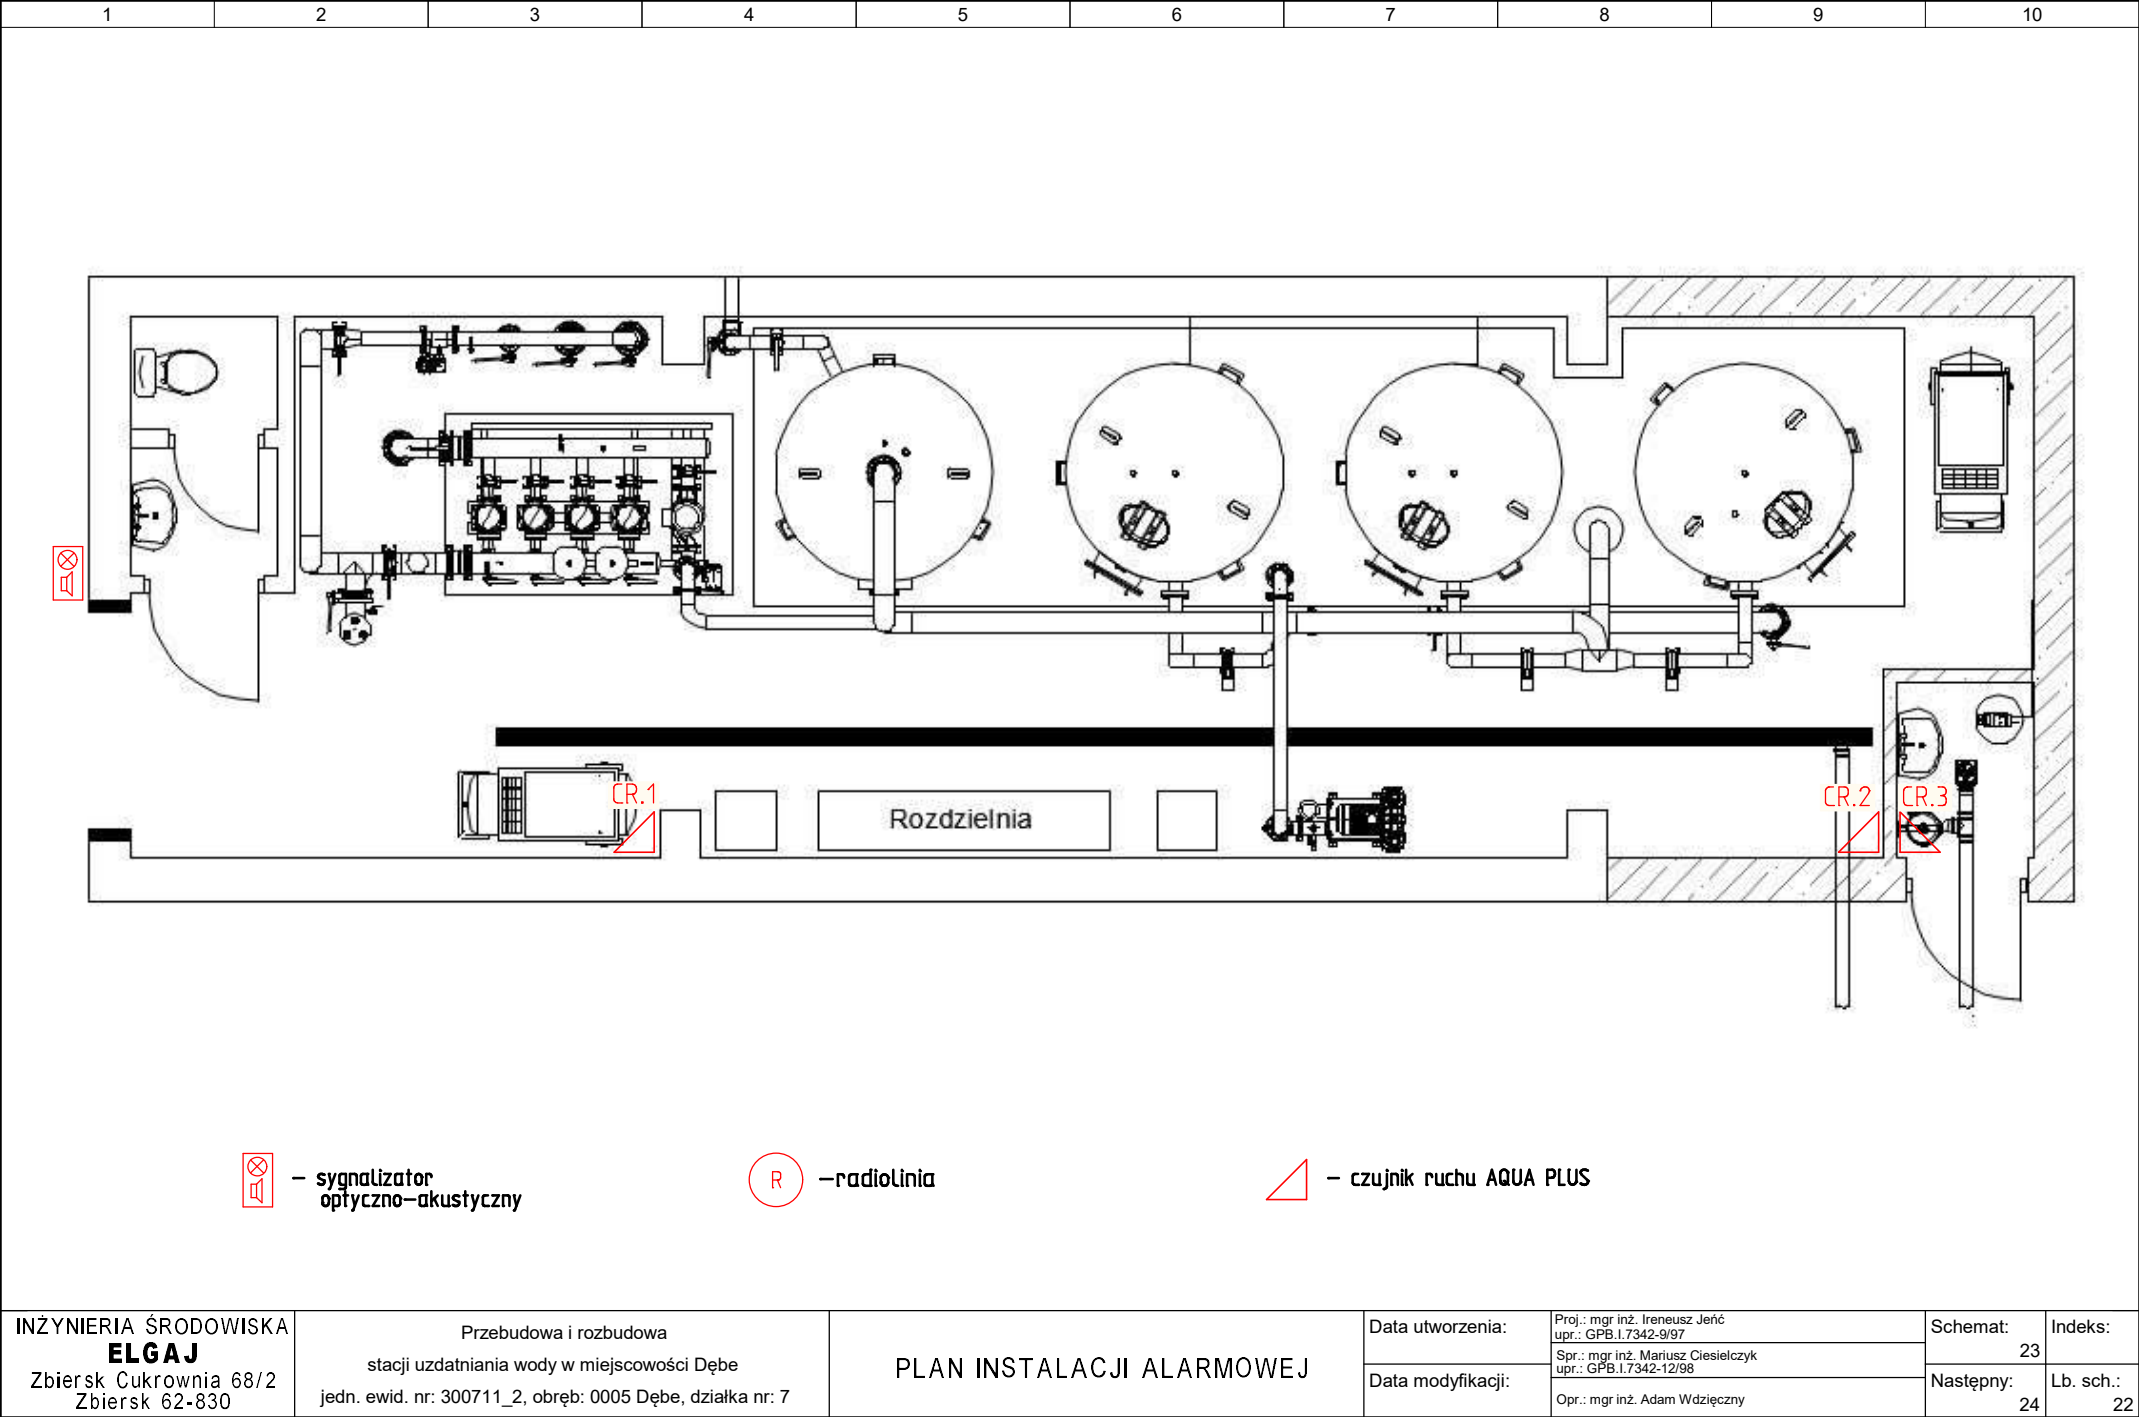 1 2 3 4 5 6 7 8 9 10
CR.1
Rozdzielnia
CR.2
CR.3
– sygnalizator
optyczno–akustyczny
R
–radiolinia
– czujnik ruchu AQUA PLUS
INŻYNIERIA ŚRODOWISKA
ELGAJ
Zbiersk Cukrownia 68/2
Zbiersk 62-830
Przebudowa i rozbudowa
stacji uzdatniania wody w miejscowości Dębe
jedn. ewid. nr: 300711_2, obręb: 0005 Dębe, działka nr: 7
PLAN INSTALACJI ALARMOWEJ
Data utworzenia:
Data modyfikacji:
Proj.: mgr inż. Ireneusz Jeńć
upr.: GPB.I.7342-9/97
Spr.: mgr inż. Mariusz Ciesielczyk
upr.: GPB.I.7342-12/98
Opr.: mgr inż. Adam Wdzięczny
Schemat:
23
Indeks:
Następny:
24
Lb. sch.:
22